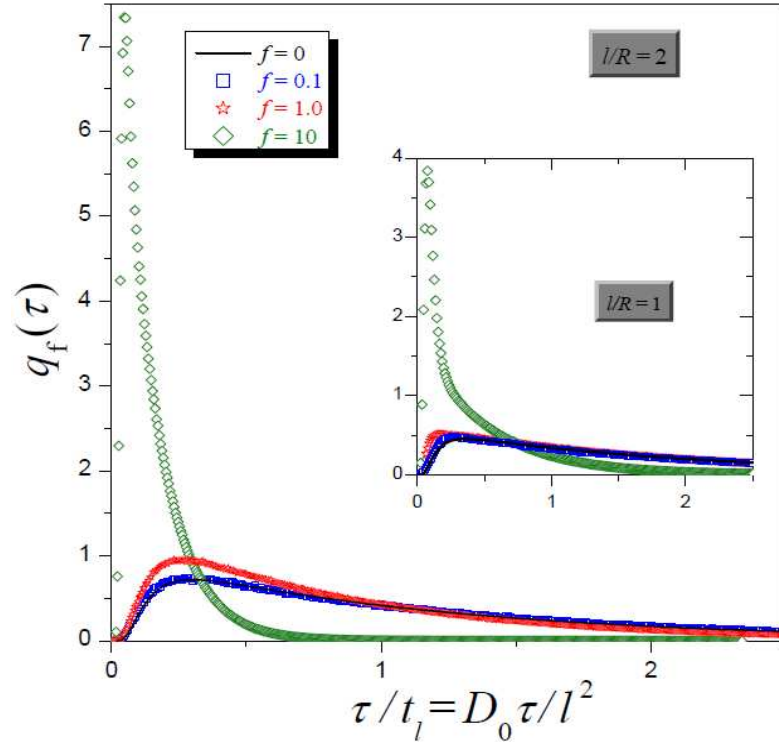 7
6
5
4
3
2
1
0
q_f(τ)
f = 0
f = 0.1
f = 1.0
f = 10
l/R = 2
4
3
2
1
0
0
1
2
l/R = 1
0
1
2
τ/t_l = D_0 τ/l^2